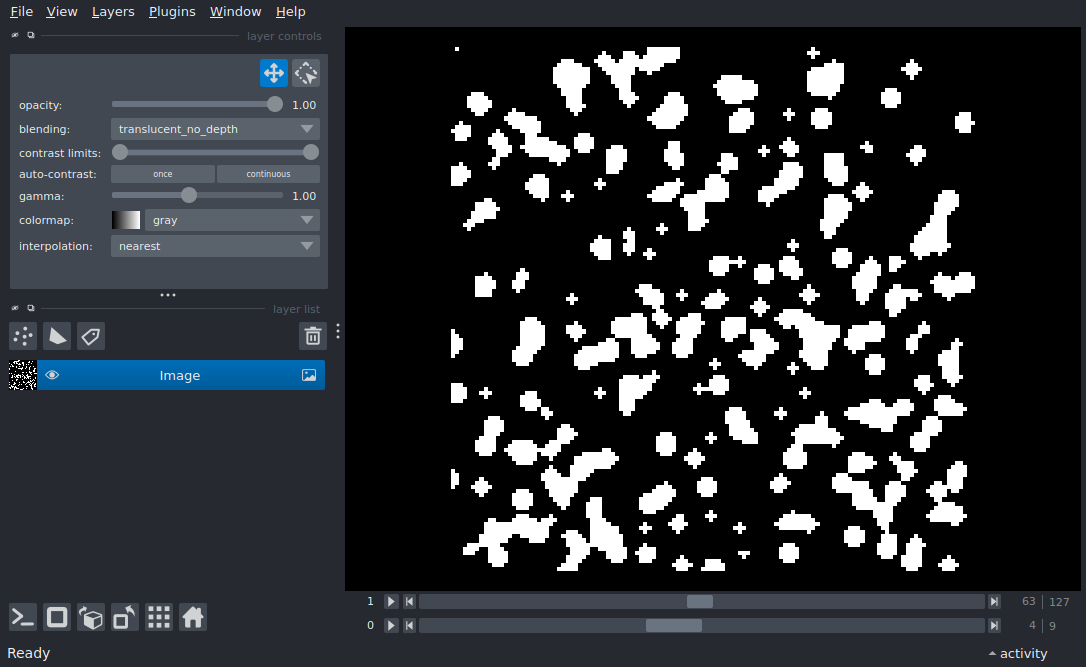 File View Layers Plugins Window Help
layer controls
opacity: 1.00
blending: translucent_no_depth
contrast limits:
auto-contrast: once continuous
gamma: 1.00
colormap: gray
interpolation: nearest
layer list
Image
1 63 127
0 4 9
Ready activity